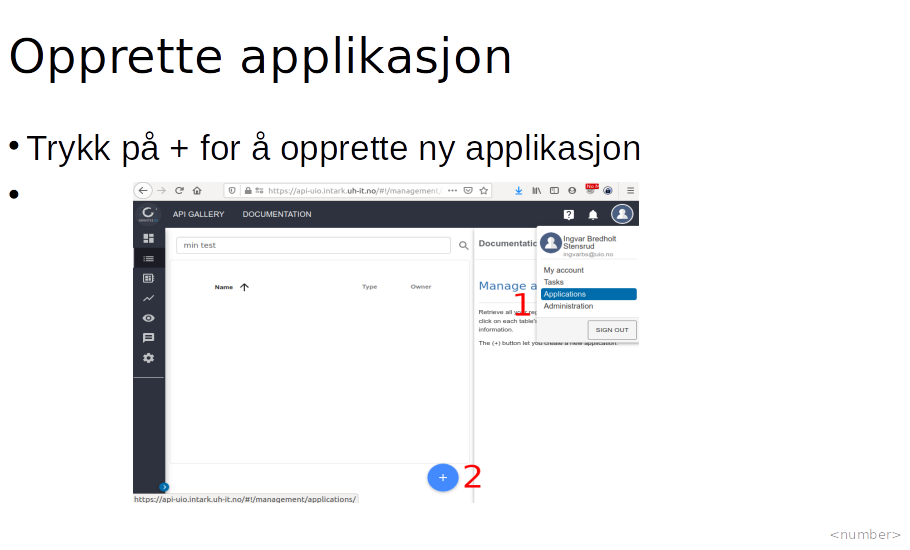 Opprette applikasjon
• Trykk på + for å opprette ny applikasjon
•
https://api-uio.intark.uh-it.no/#!/management/
API GALLERY DOCUMENTATION
min test
Documentatio
Ingvar Bredholt
Stensrud
ingvarbs@uio.no
My account
Tasks
Applications
Administration
SIGN OUT
Name Type Owner
Manage a
1
Retrieve all your reg
click on each table's
information.
The (+) button let you create a new application.
+ 2
https://api-uio.intark.uh-it.no/#!/management/applications/
<number>